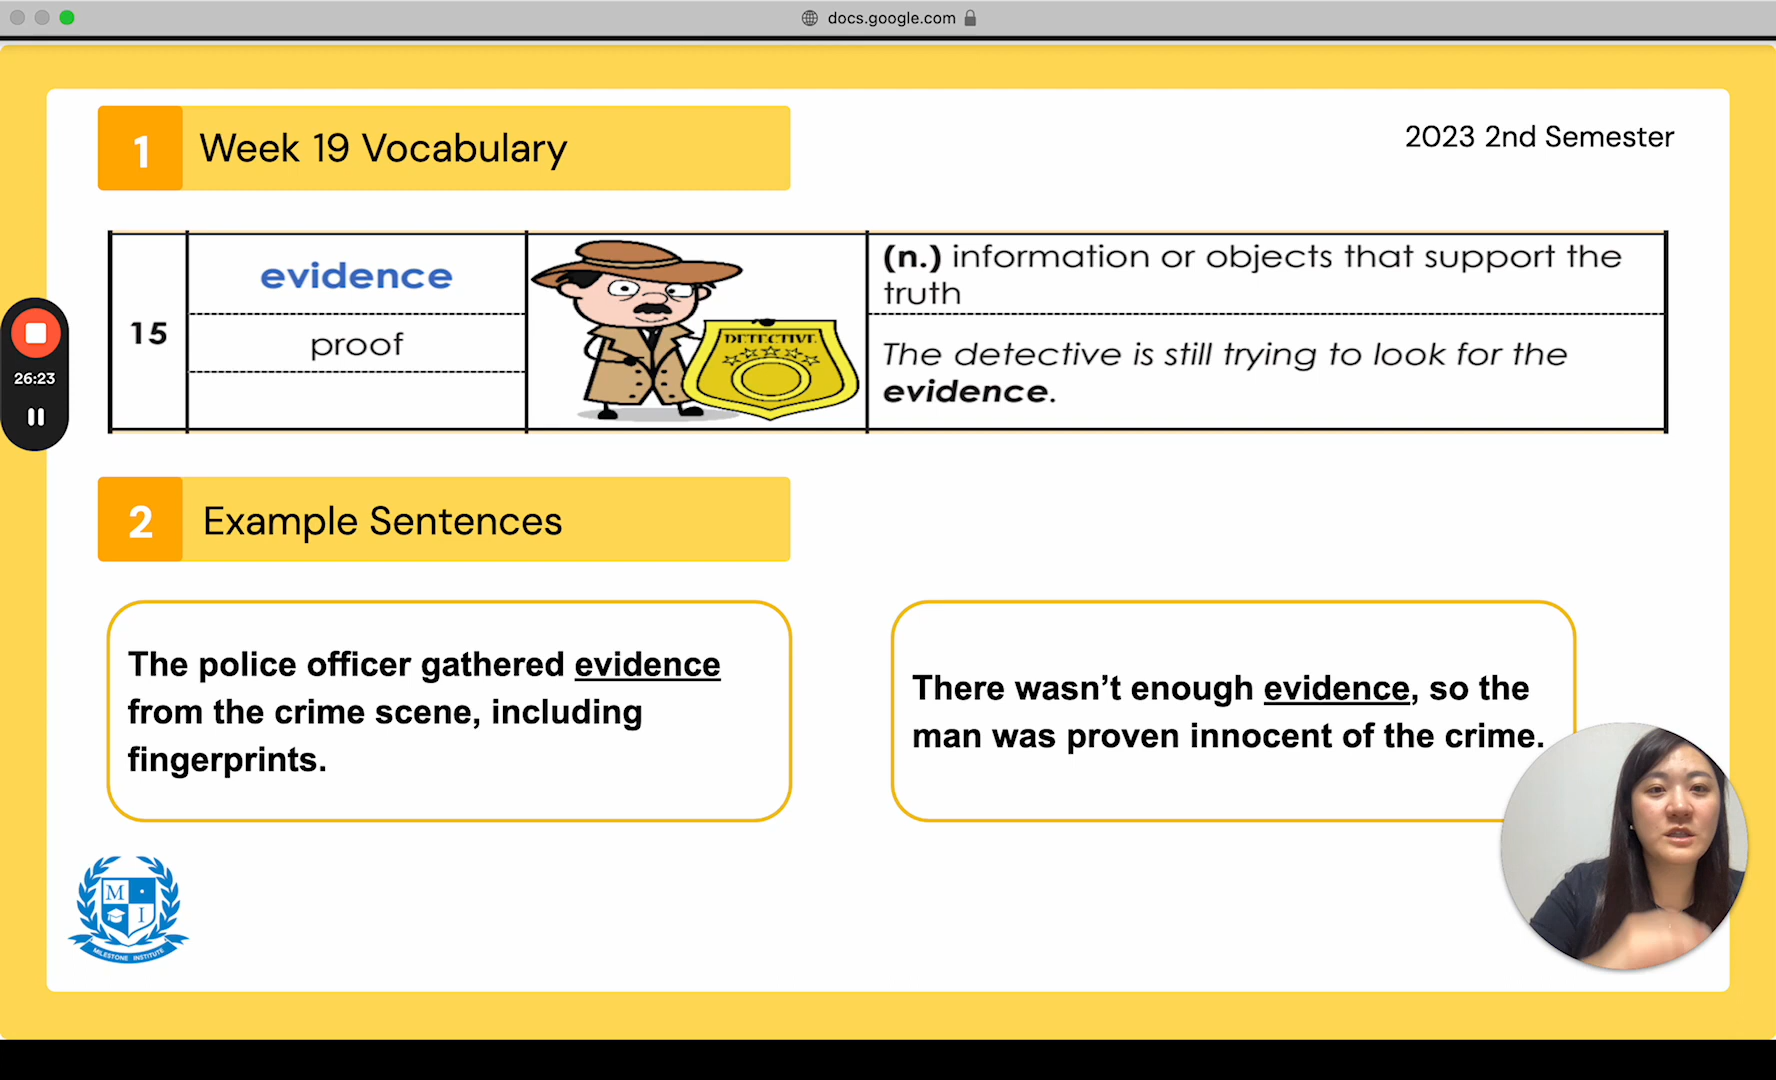 docs.google.com
1 Week 19 Vocabulary
2023 2nd Semester
15
evidence
proof
DETECTIVE
(n.) information or objects that support the
truth
The detective is still trying to look for the
evidence.
26:23
2 Example Sentences
The police officer gathered evidence
from the crime scene, including
fingerprints.
There wasn’t enough evidence, so the
man was proven innocent of the crime.
M
I
MILESTONE INSTITUTE